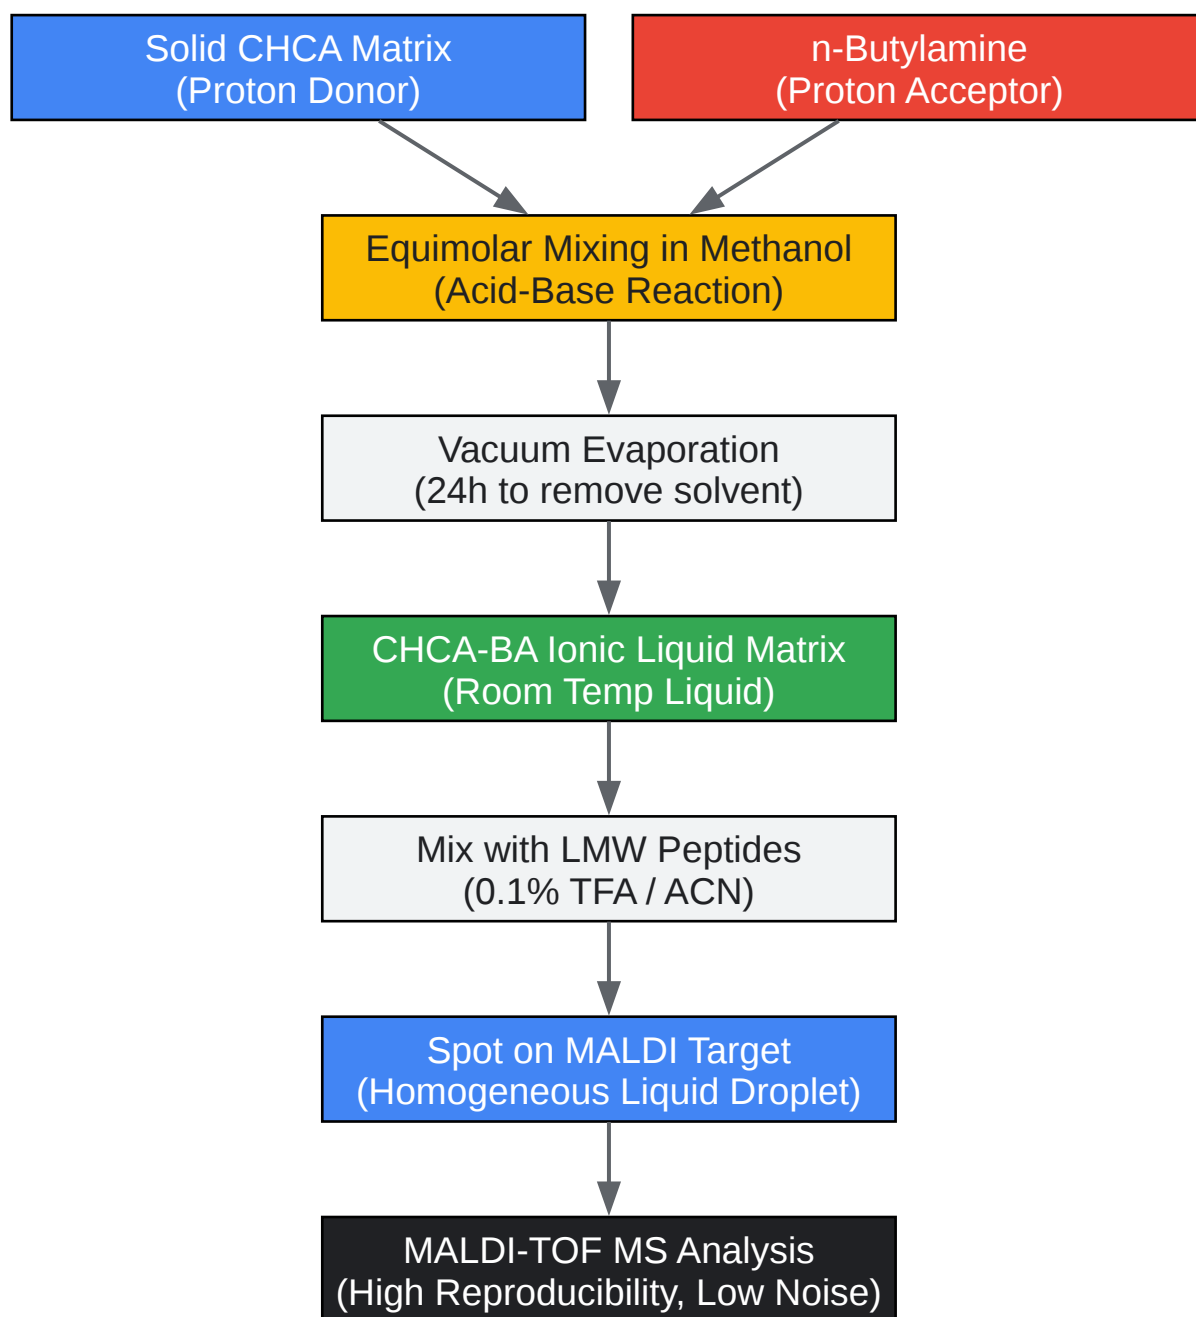 Solid CHCA Matrix
(Proton Donor)
n-Butylamine
(Proton Acceptor)
Equimolar Mixing in Methanol
(Acid-Base Reaction)
Vacuum Evaporation
(24h to remove solvent)
CHCA-BA Ionic Liquid Matrix
(Room Temp Liquid)
Mix with LMW Peptides
(0.1% TFA / ACN)
Spot on MALDI Target
(Homogeneous Liquid Droplet)
MALDI-TOF MS Analysis
(High Reproducibility, Low Noise)